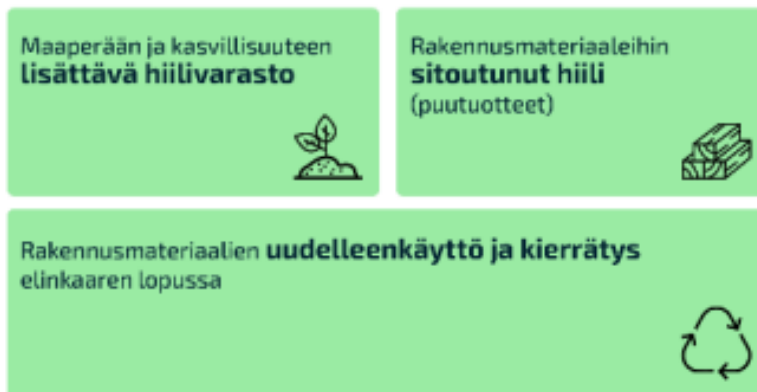 Maaperään ja kasvillisuuteen
lisättävä hiilivarasto
Rakennusmateriaaleihin
sitoutunut hiili
(puutuotteet)
Rakennusmateriaalien uudelleenkäyttö ja kierrätys
elinkaaren lopussa